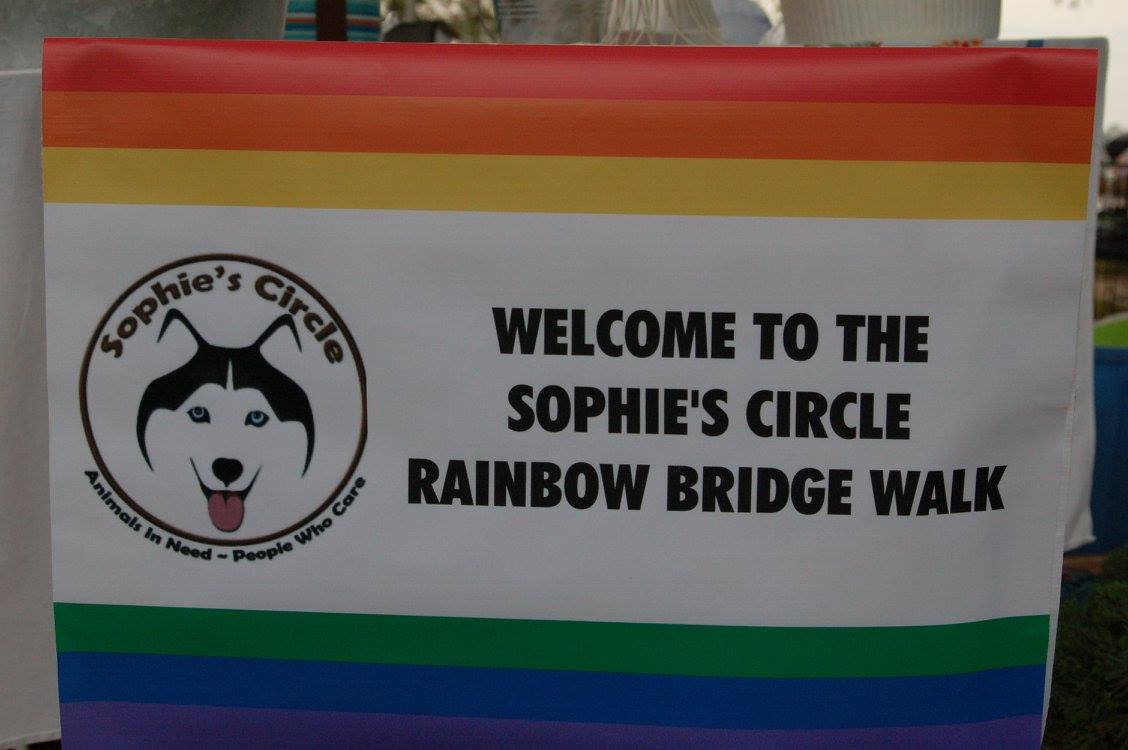 Sophie's Circle
Animals In Need ~ People Who Care
WELCOME TO THE
SOPHIE'S CIRCLE
RAINBOW BRIDGE WALK